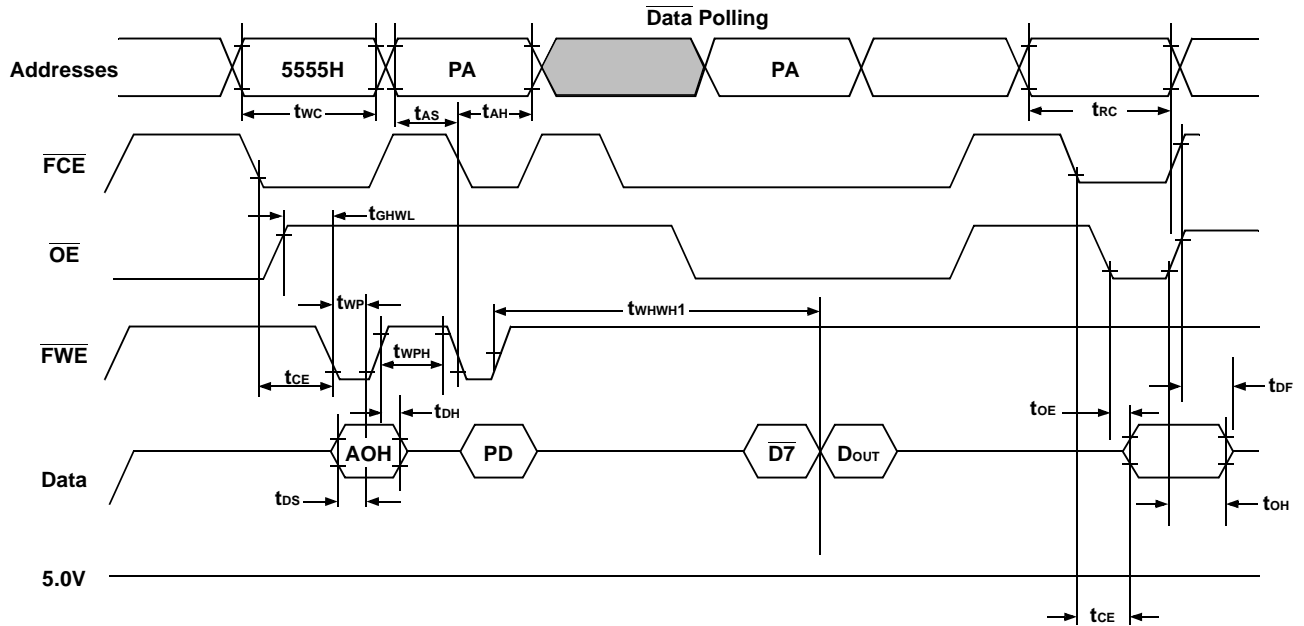 Data Polling
Addresses 5555H PA PA
tWC tAS tAH tRC
FCE
tGHWL
OE
tWP tWHWH1
FWE tWPH
tCE tDH tOE tDF
Data AOH PD D7 DOUT
tDS tOH
5.0V
tCE